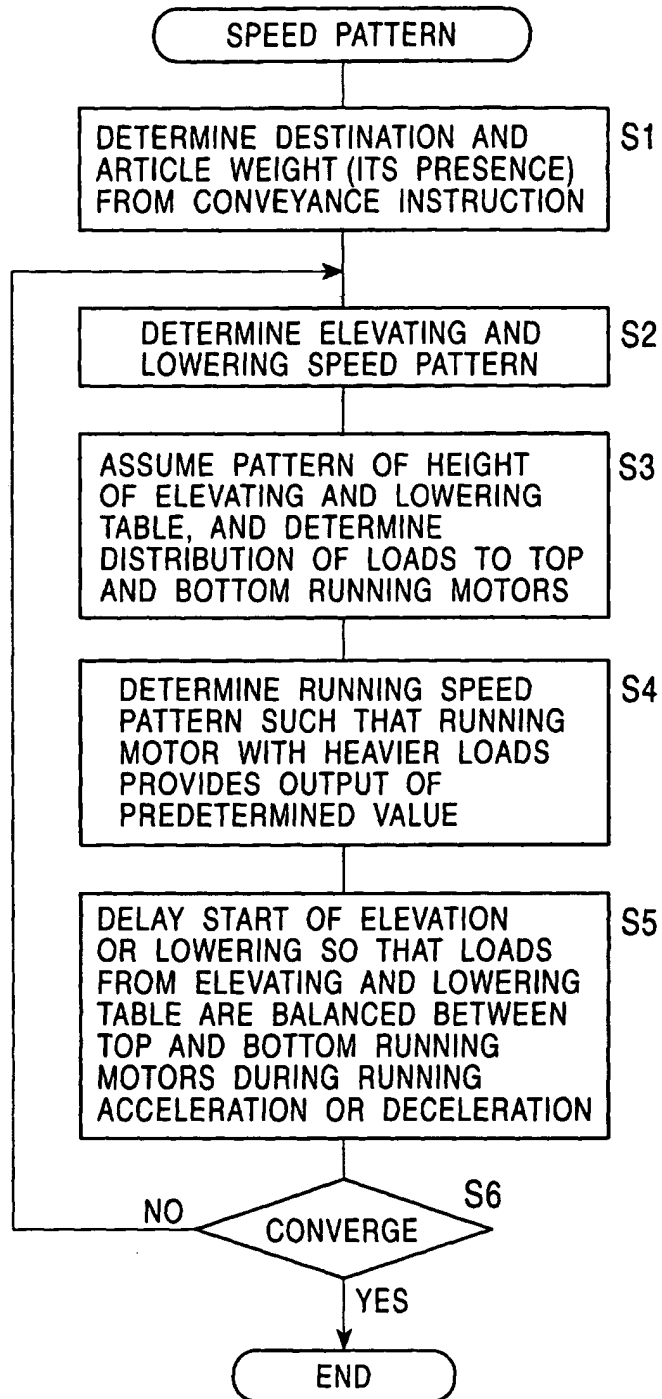 SPEED PATTERN
DETERMINE DESTINATION AND
ARTICLE WEIGHT (ITS PRESENCE)
FROM CONVEYANCE INSTRUCTION
S1
DETERMINE ELEVATING AND
LOWERING SPEED PATTERN
S2
ASSUME PATTERN OF HEIGHT
OF ELEVATING AND LOWERING
TABLE, AND DETERMINE
DISTRIBUTION OF LOADS TO TOP
AND BOTTOM RUNNING MOTORS
S3
DETERMINE RUNNING SPEED
PATTERN SUCH THAT RUNNING
MOTOR WITH HEAVIER LOADS
PROVIDES OUTPUT OF
PREDETERMINED VALUE
S4
DELAY START OF ELEVATION
OR LOWERING SO THAT LOADS
FROM ELEVATING AND LOWERING
TABLE ARE BALANCED BETWEEN
TOP AND BOTTOM RUNNING
MOTORS DURING RUNNING
ACCELERATION OR DECELERATION
S5
NO
CONVERGE
S6
YES
END